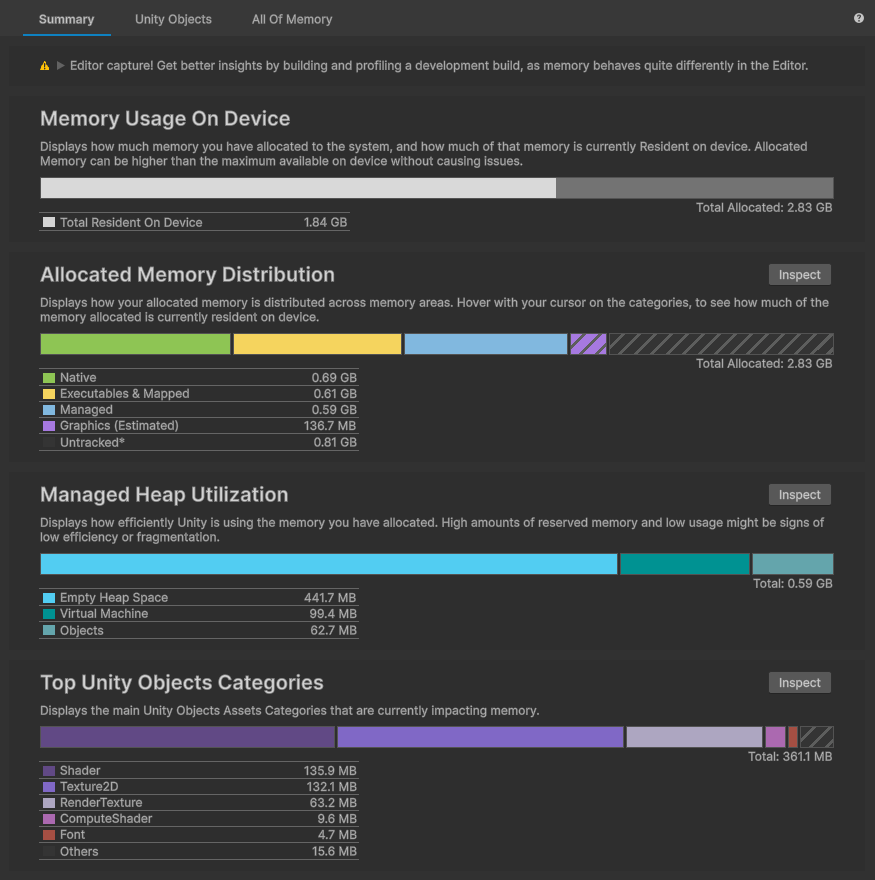 Summary Unity Objects All Of Memory
Editor capture! Get better insights by building and profiling a development build, as memory behaves quite differently in the Editor.
Memory Usage On Device
Displays how much memory you have allocated to the system, and how much of that memory is currently Resident on device. Allocated
Memory can be higher than the maximum available on device without causing issues.
Total Allocated: 2.83 GB
Total Resident On Device 1.84 GB
Allocated Memory Distribution
Inspect
Displays how your allocated memory is distributed across memory areas. Hover with your cursor on the categories, to see how much of the
memory allocated is currently resident on device.
Total Allocated: 2.83 GB
Native 0.69 GB
Executables & Mapped 0.61 GB
Managed 0.59 GB
Graphics (Estimated) 136.7 MB
Untracked* 0.81 GB
Managed Heap Utilization
Inspect
Displays how efficiently Unity is using the memory you have allocated. High amounts of reserved memory and low usage might be signs of
low efficiency or fragmentation.
Total: 0.59 GB
Empty Heap Space 441.7 MB
Virtual Machine 99.4 MB
Objects 62.7 MB
Top Unity Objects Categories
Inspect
Displays the main Unity Objects Assets Categories that are currently impacting memory.
Total: 361.1 MB
Shader 135.9 MB
Texture2D 132.1 MB
RenderTexture 63.2 MB
ComputeShader 9.6 MB
Font 4.7 MB
Others 15.6 MB